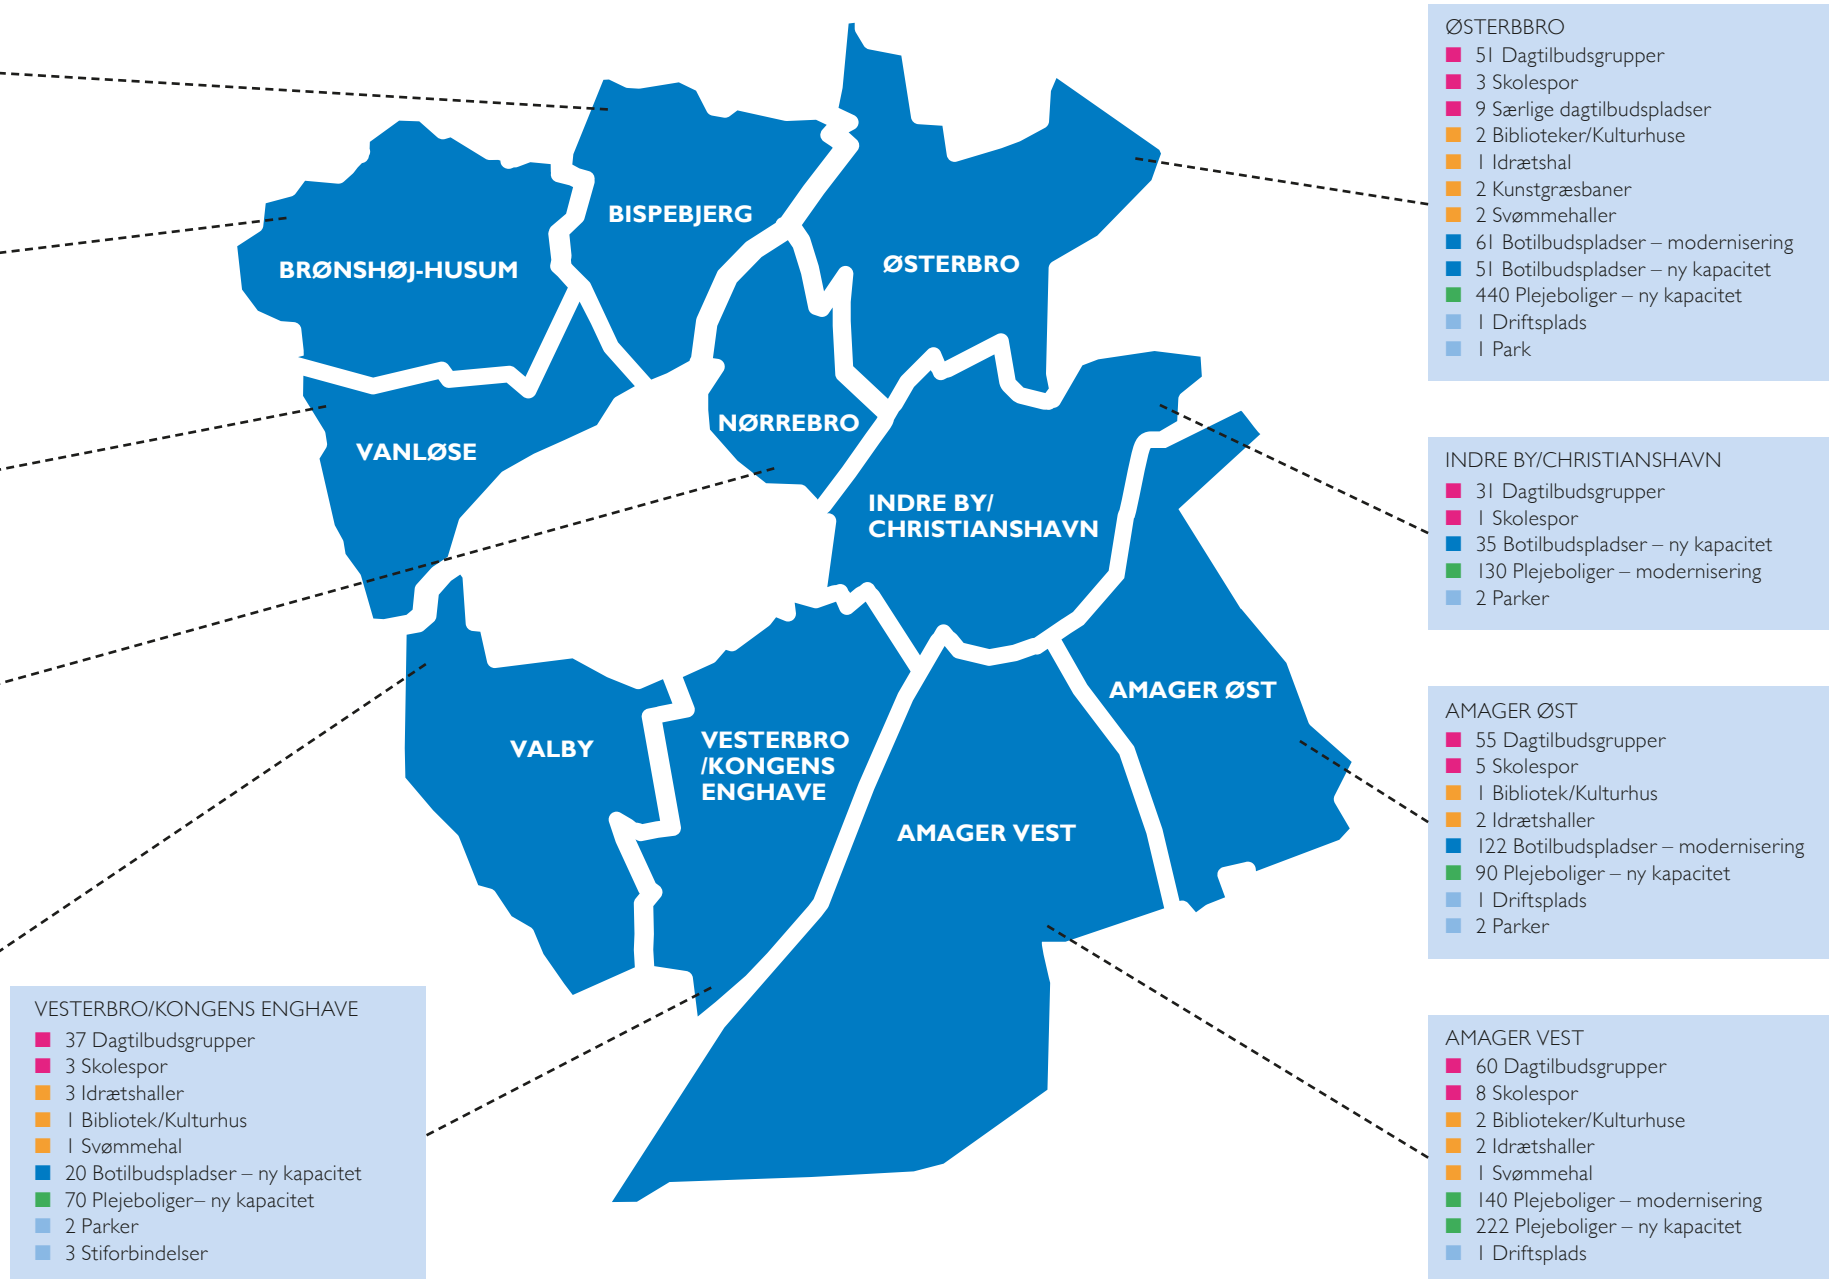 BISPEBJERG
BRØNSHØJ-HUSUM
ØSTERBRO
VANLØSE
NØRREBRO
INDRE BY/
CHRISTIANSHAVN
AMAGER ØST
VALBY
VESTERBRO
/KONGENS
ENGHAVE
AMAGER VEST
ØSTERBBRO
51 Dagtilbudsgrupper
3 Skolespor
9 Særlige dagtilbudspladser
2 Biblioteker/Kulturhuse
1 Idrætshal
2 Kunstgræsbaner
2 Svømmehaller
61 Botilbudspladser – modernisering
51 Botilbudspladser – ny kapacitet
440 Plejeboliger – ny kapacitet
1 Driftsplads
1 Park
INDRE BY/CHRISTIANSHAVN
31 Dagtilbudsgrupper
1 Skolespor
35 Botilbudspladser – ny kapacitet
130 Plejeboliger – modernisering
2 Parker
AMAGER ØST
55 Dagtilbudsgrupper
5 Skolespor
1 Bibliotek/Kulturhus
2 Idrætshaller
122 Botilbudspladser – modernisering
90 Plejeboliger – ny kapacitet
1 Driftsplads
2 Parker
VESTERBRO/KONGENS ENGHAVE
37 Dagtilbudsgrupper
3 Skolespor
3 Idrætshaller
1 Bibliotek/Kulturhus
1 Svømmehal
20 Botilbudspladser – ny kapacitet
70 Plejeboliger– ny kapacitet
2 Parker
3 Stiforbindelser
AMAGER VEST
60 Dagtilbudsgrupper
8 Skolespor
2 Biblioteker/Kulturhuse
2 Idrætshaller
1 Svømmehal
140 Plejeboliger – modernisering
222 Plejeboliger – ny kapacitet
1 Driftsplads